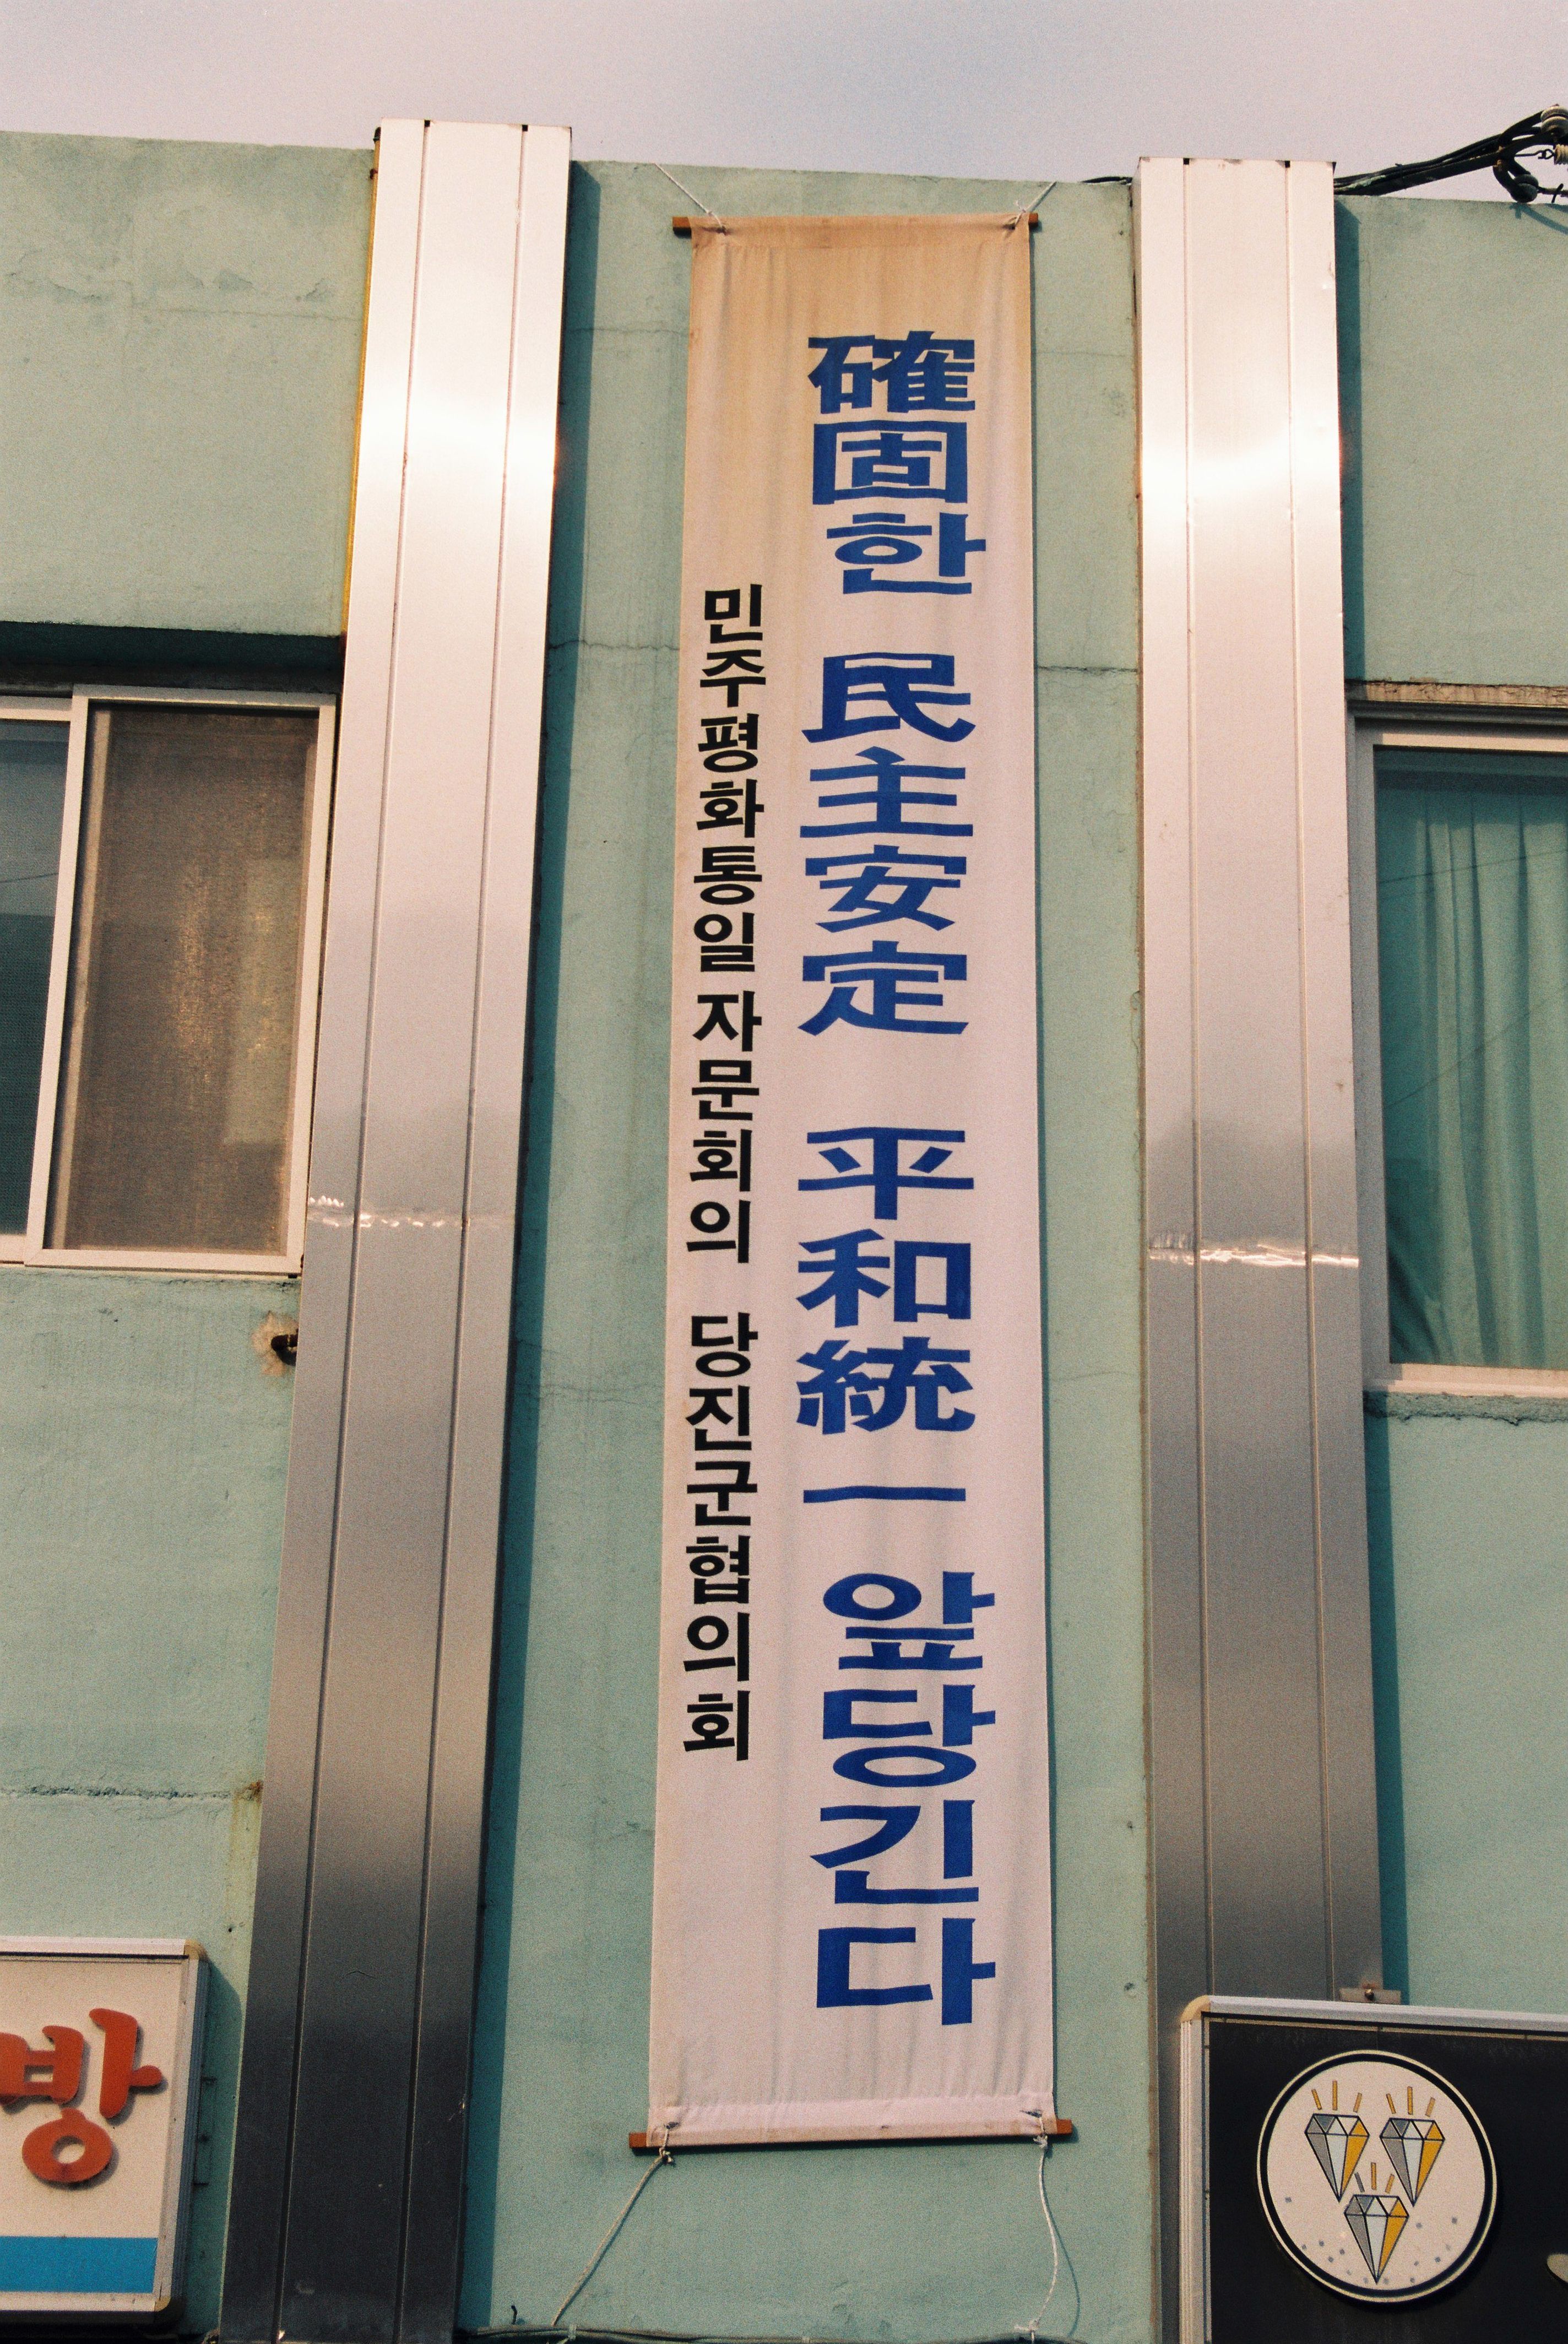 確固한 民主安定 平和統一 앞당긴다
민주평화통일 자문회의 당진군협의회
방